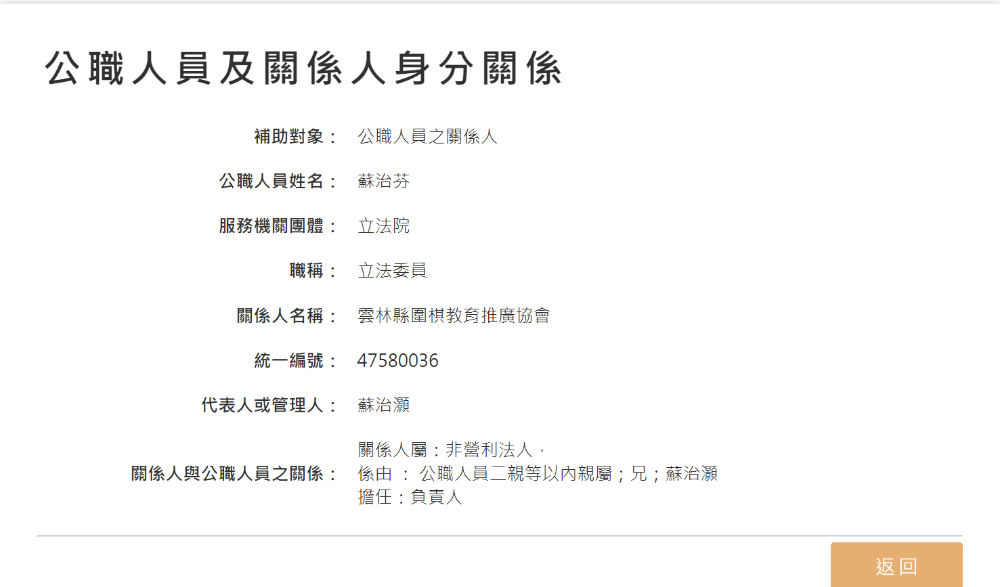 公職人員及關係人身分關係
補助對象： 公職人員之關係人
公職人員姓名： 蘇治芬
服務機關團體： 立法院
職稱： 立法委員
關係人名稱： 雲林縣圍棋教育推廣協會
統一編號： 47580036
代表人或管理人： 蘇治灝
關係人屬：非營利法人，
關係人與公職人員之關係： 係由 ： 公職人員二親等以內親屬；兄；蘇治灝
擔任：負責人
返回